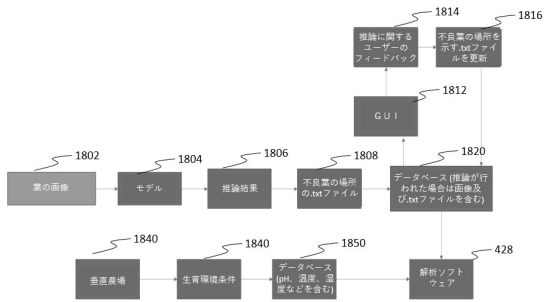 1814
1816
推論に関する
ユーザーの
フィードバック
不良葉の場所を
示す.txtファイル
を更新
1812
GUI
1802
1804
1806
1808
1820
葉の画像
モデル
推論結果
不良葉の場所
の.txtファイル
データベース(推論が行
われた場合は画像及
び.txtファイルを含む)
1840
1840
1850
428
垂直農場
生育環境条件
データベース
(pH、温度、湿
度などを含む)
解析ソフト
ウェア